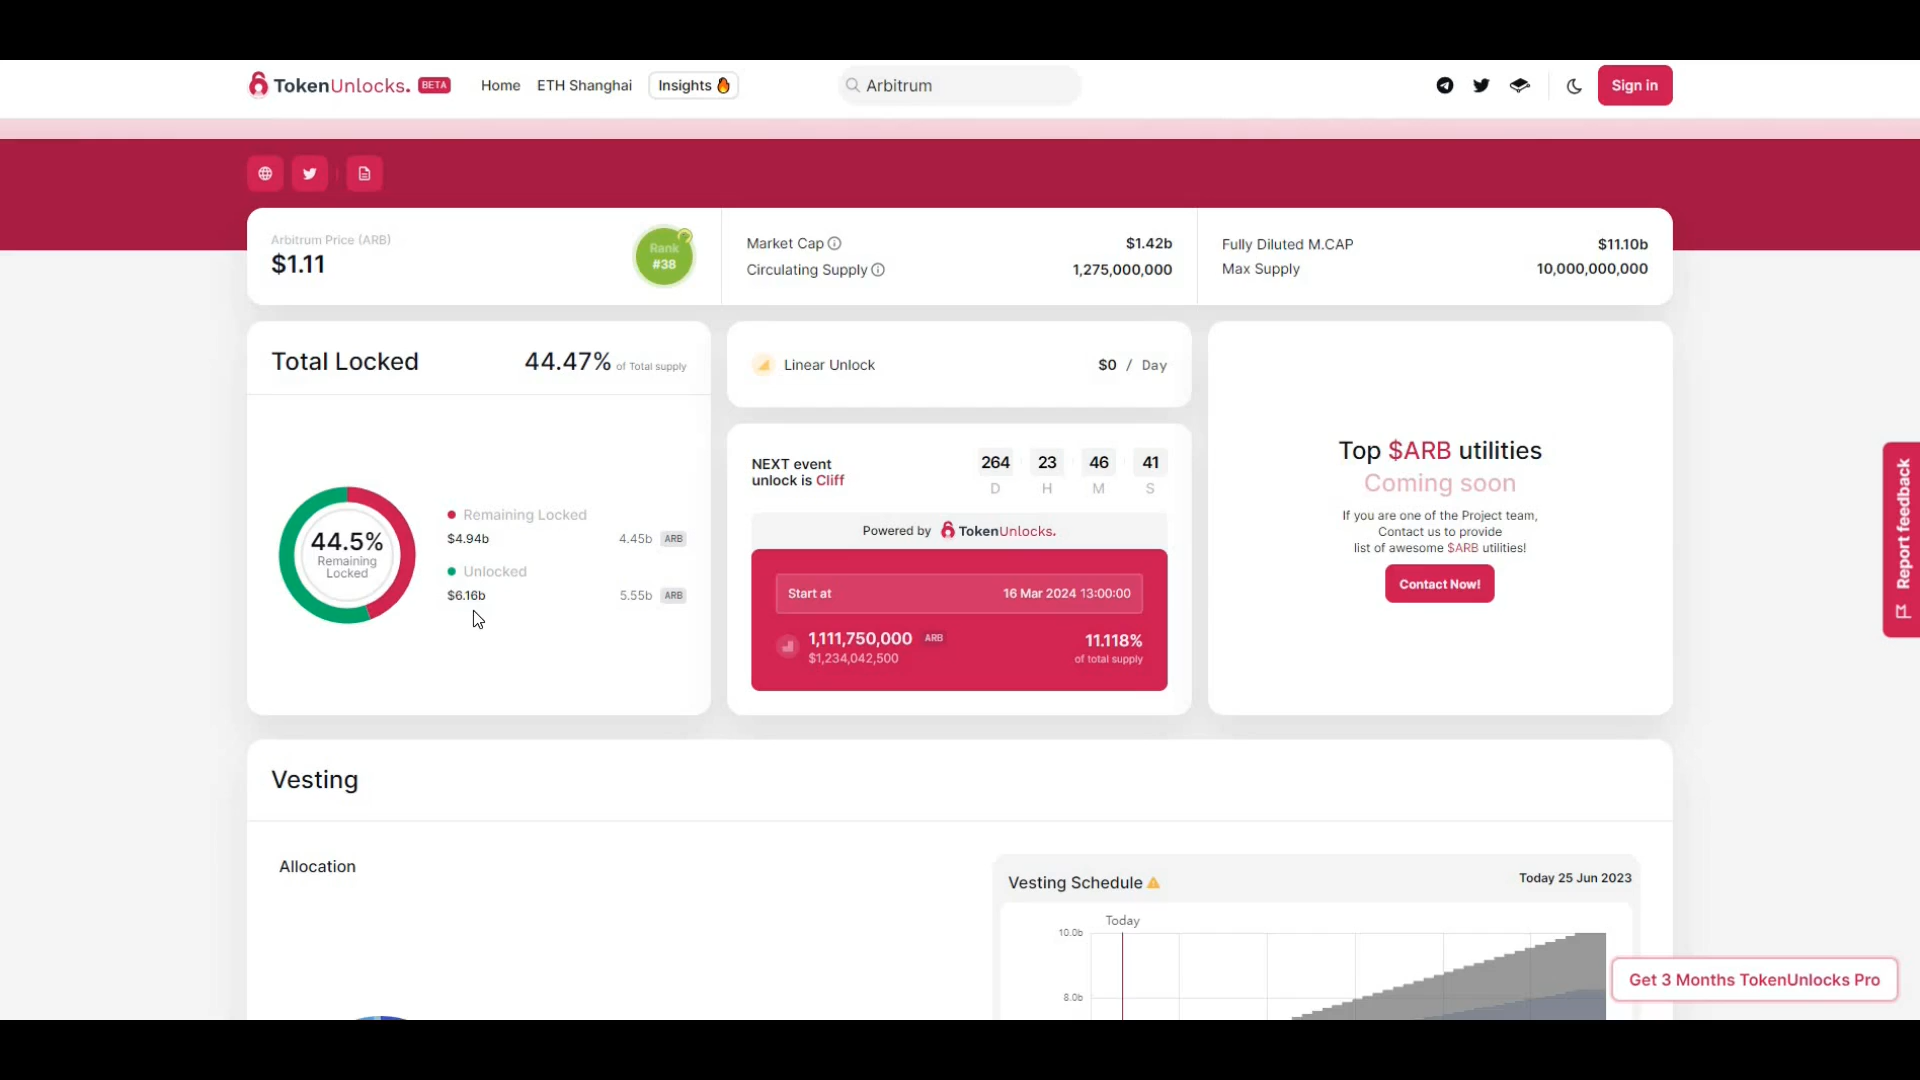 TokenUnlocks. BETA Home ETH Shanghai Insights Arbitrum Sign in
Arbitrum Price (ARB)
$1.11
Rank
#38
Market Cap $1.42b
Circulating Supply 1,275,000,000
Fully Diluted M.CAP $11.10b
Max Supply 10,000,000,000
Total Locked 44.47% of Total supply
44.5%
Remaining
Locked
Remaining Locked
$4.94b 4.45b ARB
Unlocked
$6.16b 5.55b ARB
Linear Unlock $0 / Day
NEXT event
unlock is Cliff
264 23 46 41
D H M S
Powered by TokenUnlocks.
Start at 16 Mar 2024 13:00:00
1,111,750,000 ARB 11.118%
$1,234,042,500 of total supply
Top $ARB utilities
Coming soon
If you are one of the Project team,
Contact us to provide
list of awesome $ARB utilities!
Contact Now!
Report feedback
Vesting
Allocation
Vesting Schedule Today 25 Jun 2023
Today
10.0b
8.0b
Get 3 Months TokenUnlocks Pro